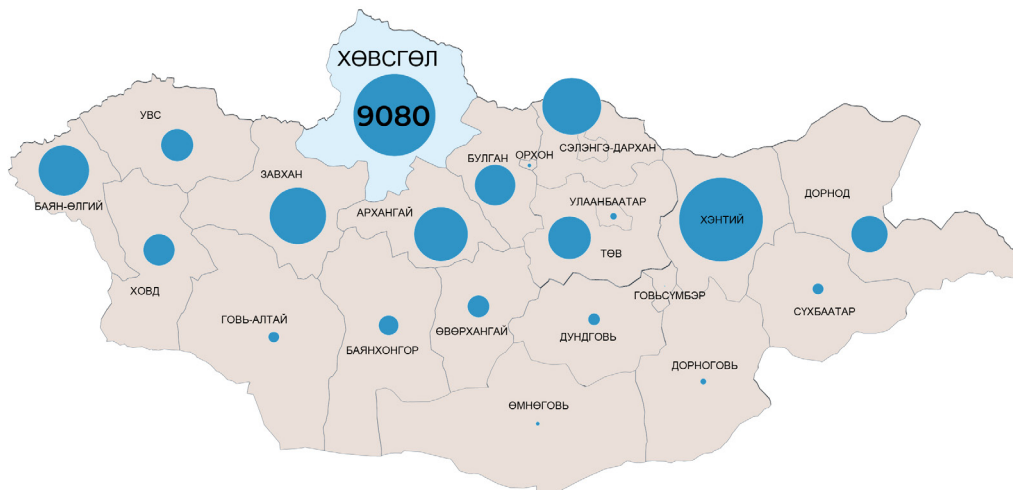 ХӨВСГӨЛ
9080
УВС
БАЯН-ӨЛГИЙ
ЗАВХАН
АРХАНГАЙ
БУЛГАН
ОРХОН
СЭЛЭНГЭ-ДАРХАН
УЛААНБААТАР
ТӨВ
ХЭНТИЙ
ДОРНОД
ХОВД
ГОВЬ-АЛТАЙ
БАЯНХОНГОР
ӨВӨРХАНГАЙ
ДУНДГОВЬ
ГОВЬСҮМБЭР
СҮХБААТАР
ДОРНОГОВЬ
ӨМНӨГОВЬ